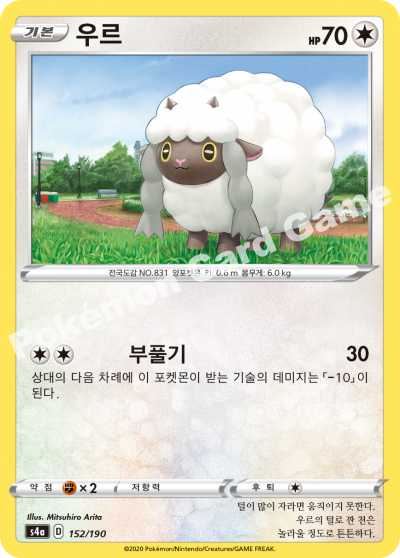 기본 우르 HP70
전국도감 NO.831 양포켓몬 키: 0.6 m 몸무게: 6.0 kg
부풀기 30
상대의 다음 차례에 이 포켓몬이 받는 기술의 데미지는 「-10」이
된다.
약점 ×2 저항력 후퇴
Illus. Mitsuhiro Arita
s4a D 152/190
털이 많이 자라면 움직이지 못한다.
우르의 털로 짠 천은
놀라울 정도로 튼튼하다.
©2020 Pokémon/Nintendo/Creatures/GAME FREAK.
Pokémon Card Game